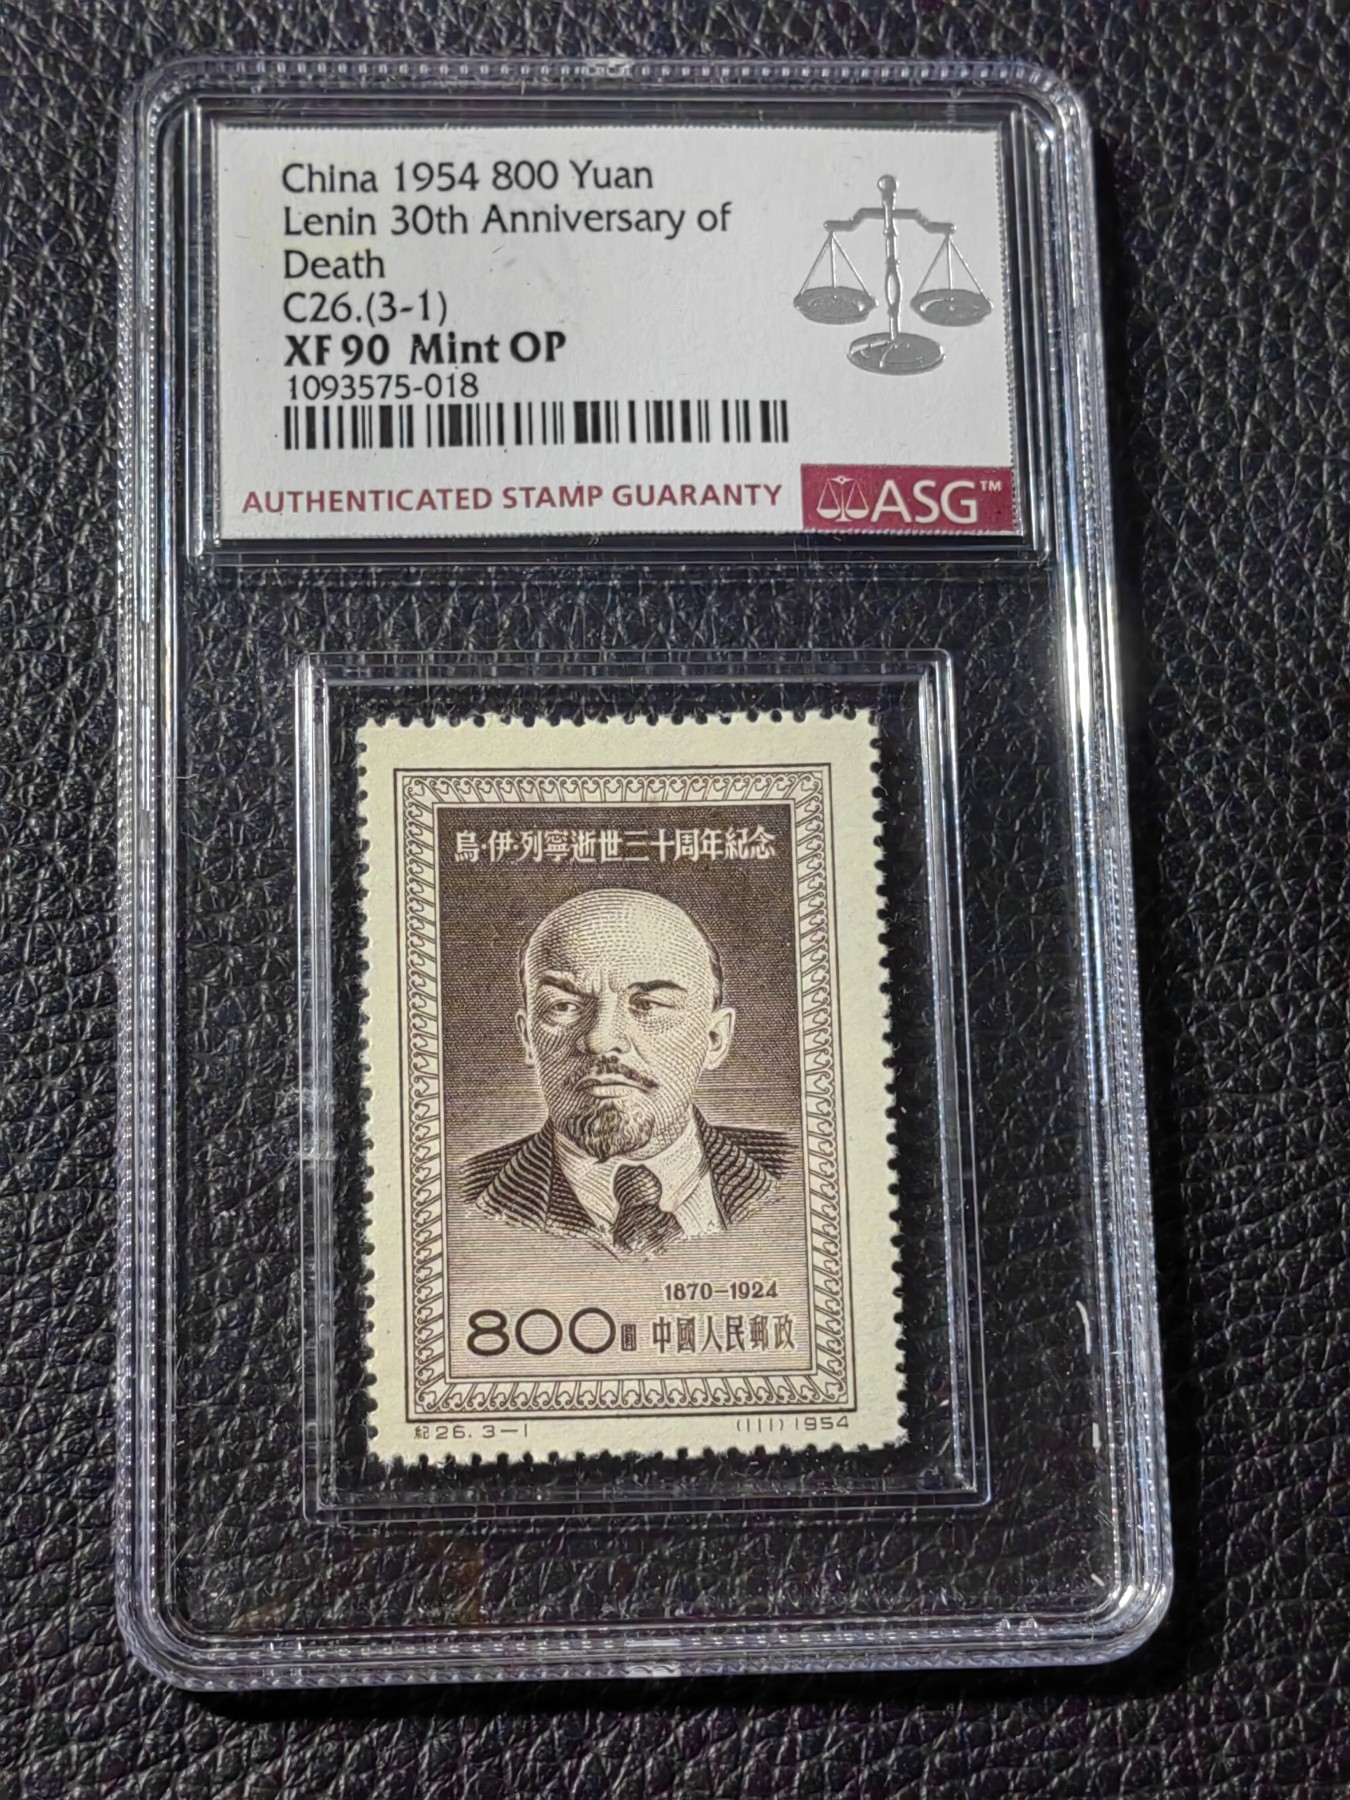 China 1954 800 Yuan
Lenin 30th Anniversary of
Death
C26.(3-1)
XF 90 Mint OP
1093575-018
AUTHENTICATED STAMP GUARANTY
ASG™
烏·伊·列寧逝世三十周年紀念
1870-1924
800圓 中國人民郵政
紀26.3-1 (111) 1954